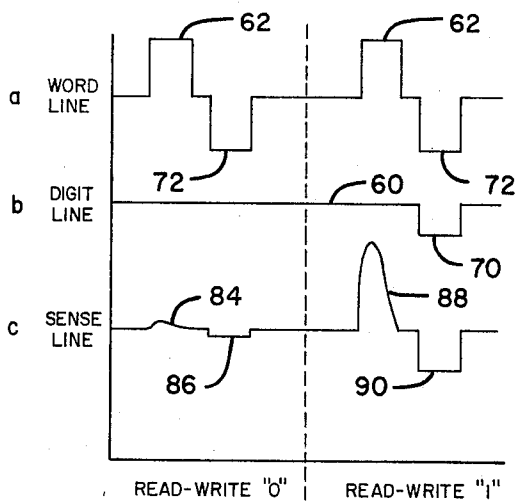 62 62
a WORD LINE
72 72
60
b DIGIT LINE
70
84 88
c SENSE LINE
86 90
READ-WRITE "0" READ-WRITE "1"